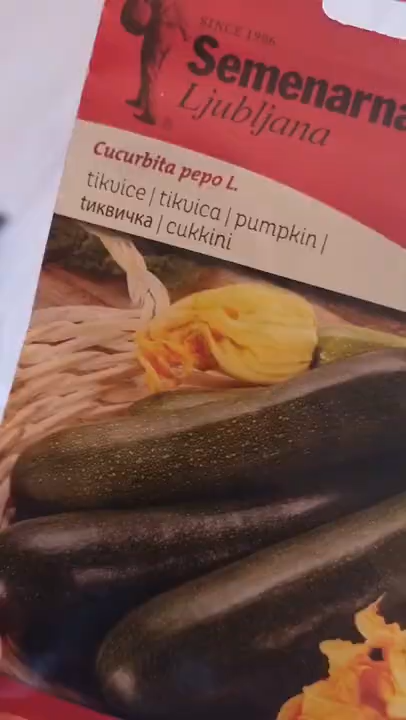 SINCE 1986
Semenarna
Ljubljana
Cucurbita pepo L.
tikvice | tikvica | pumpkin |
тиквичка | cukkini